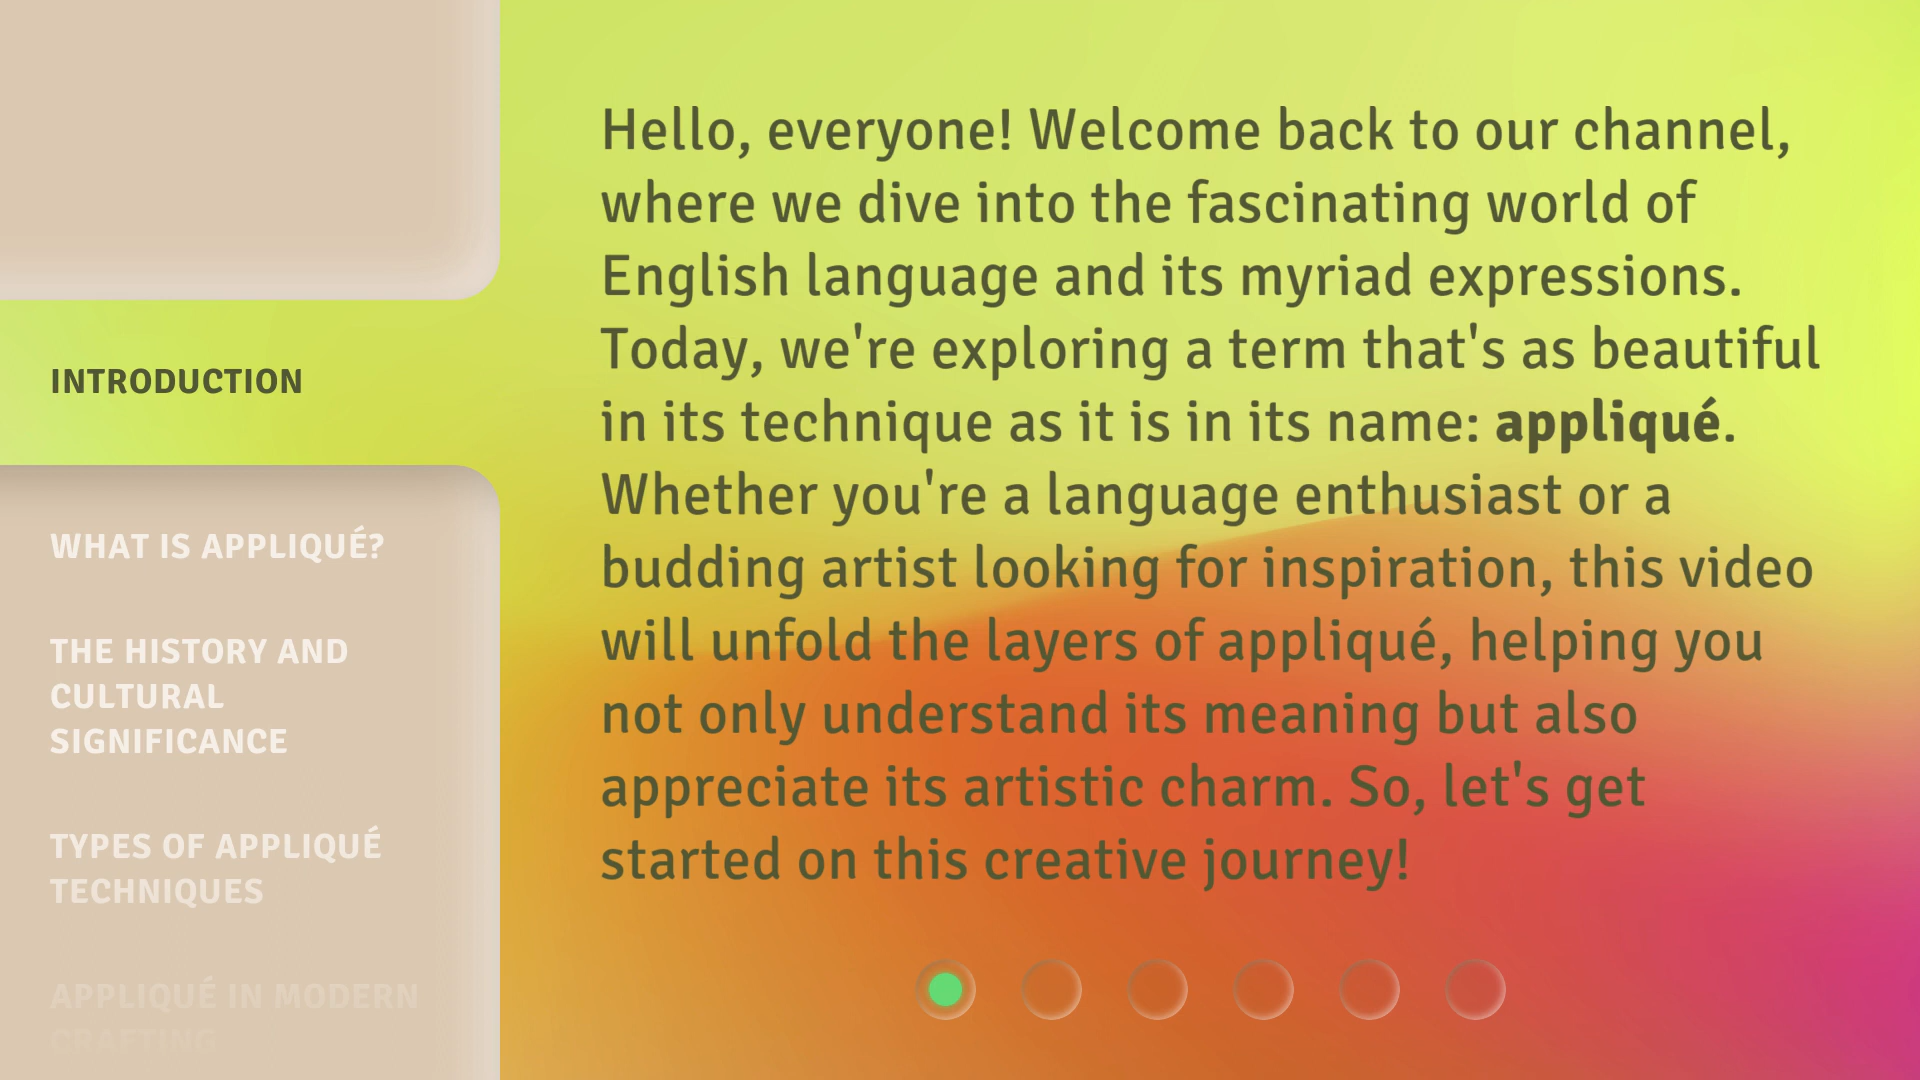 INTRODUCTION
WHAT IS APPLIQUÉ?
THE HISTORY AND
CULTURAL
SIGNIFICANCE
TYPES OF APPLIQUÉ
TECHNIQUES
APPLIQUÉ IN MODERN
CRAFTING
Hello, everyone! Welcome back to our channel,
where we dive into the fascinating world of
English language and its myriad expressions.
Today, we're exploring a term that's as beautiful
in its technique as it is in its name: appliqué.
Whether you're a language enthusiast or a
budding artist looking for inspiration, this video
will unfold the layers of appliqué, helping you
not only understand its meaning but also
appreciate its artistic charm. So, let's get
started on this creative journey!